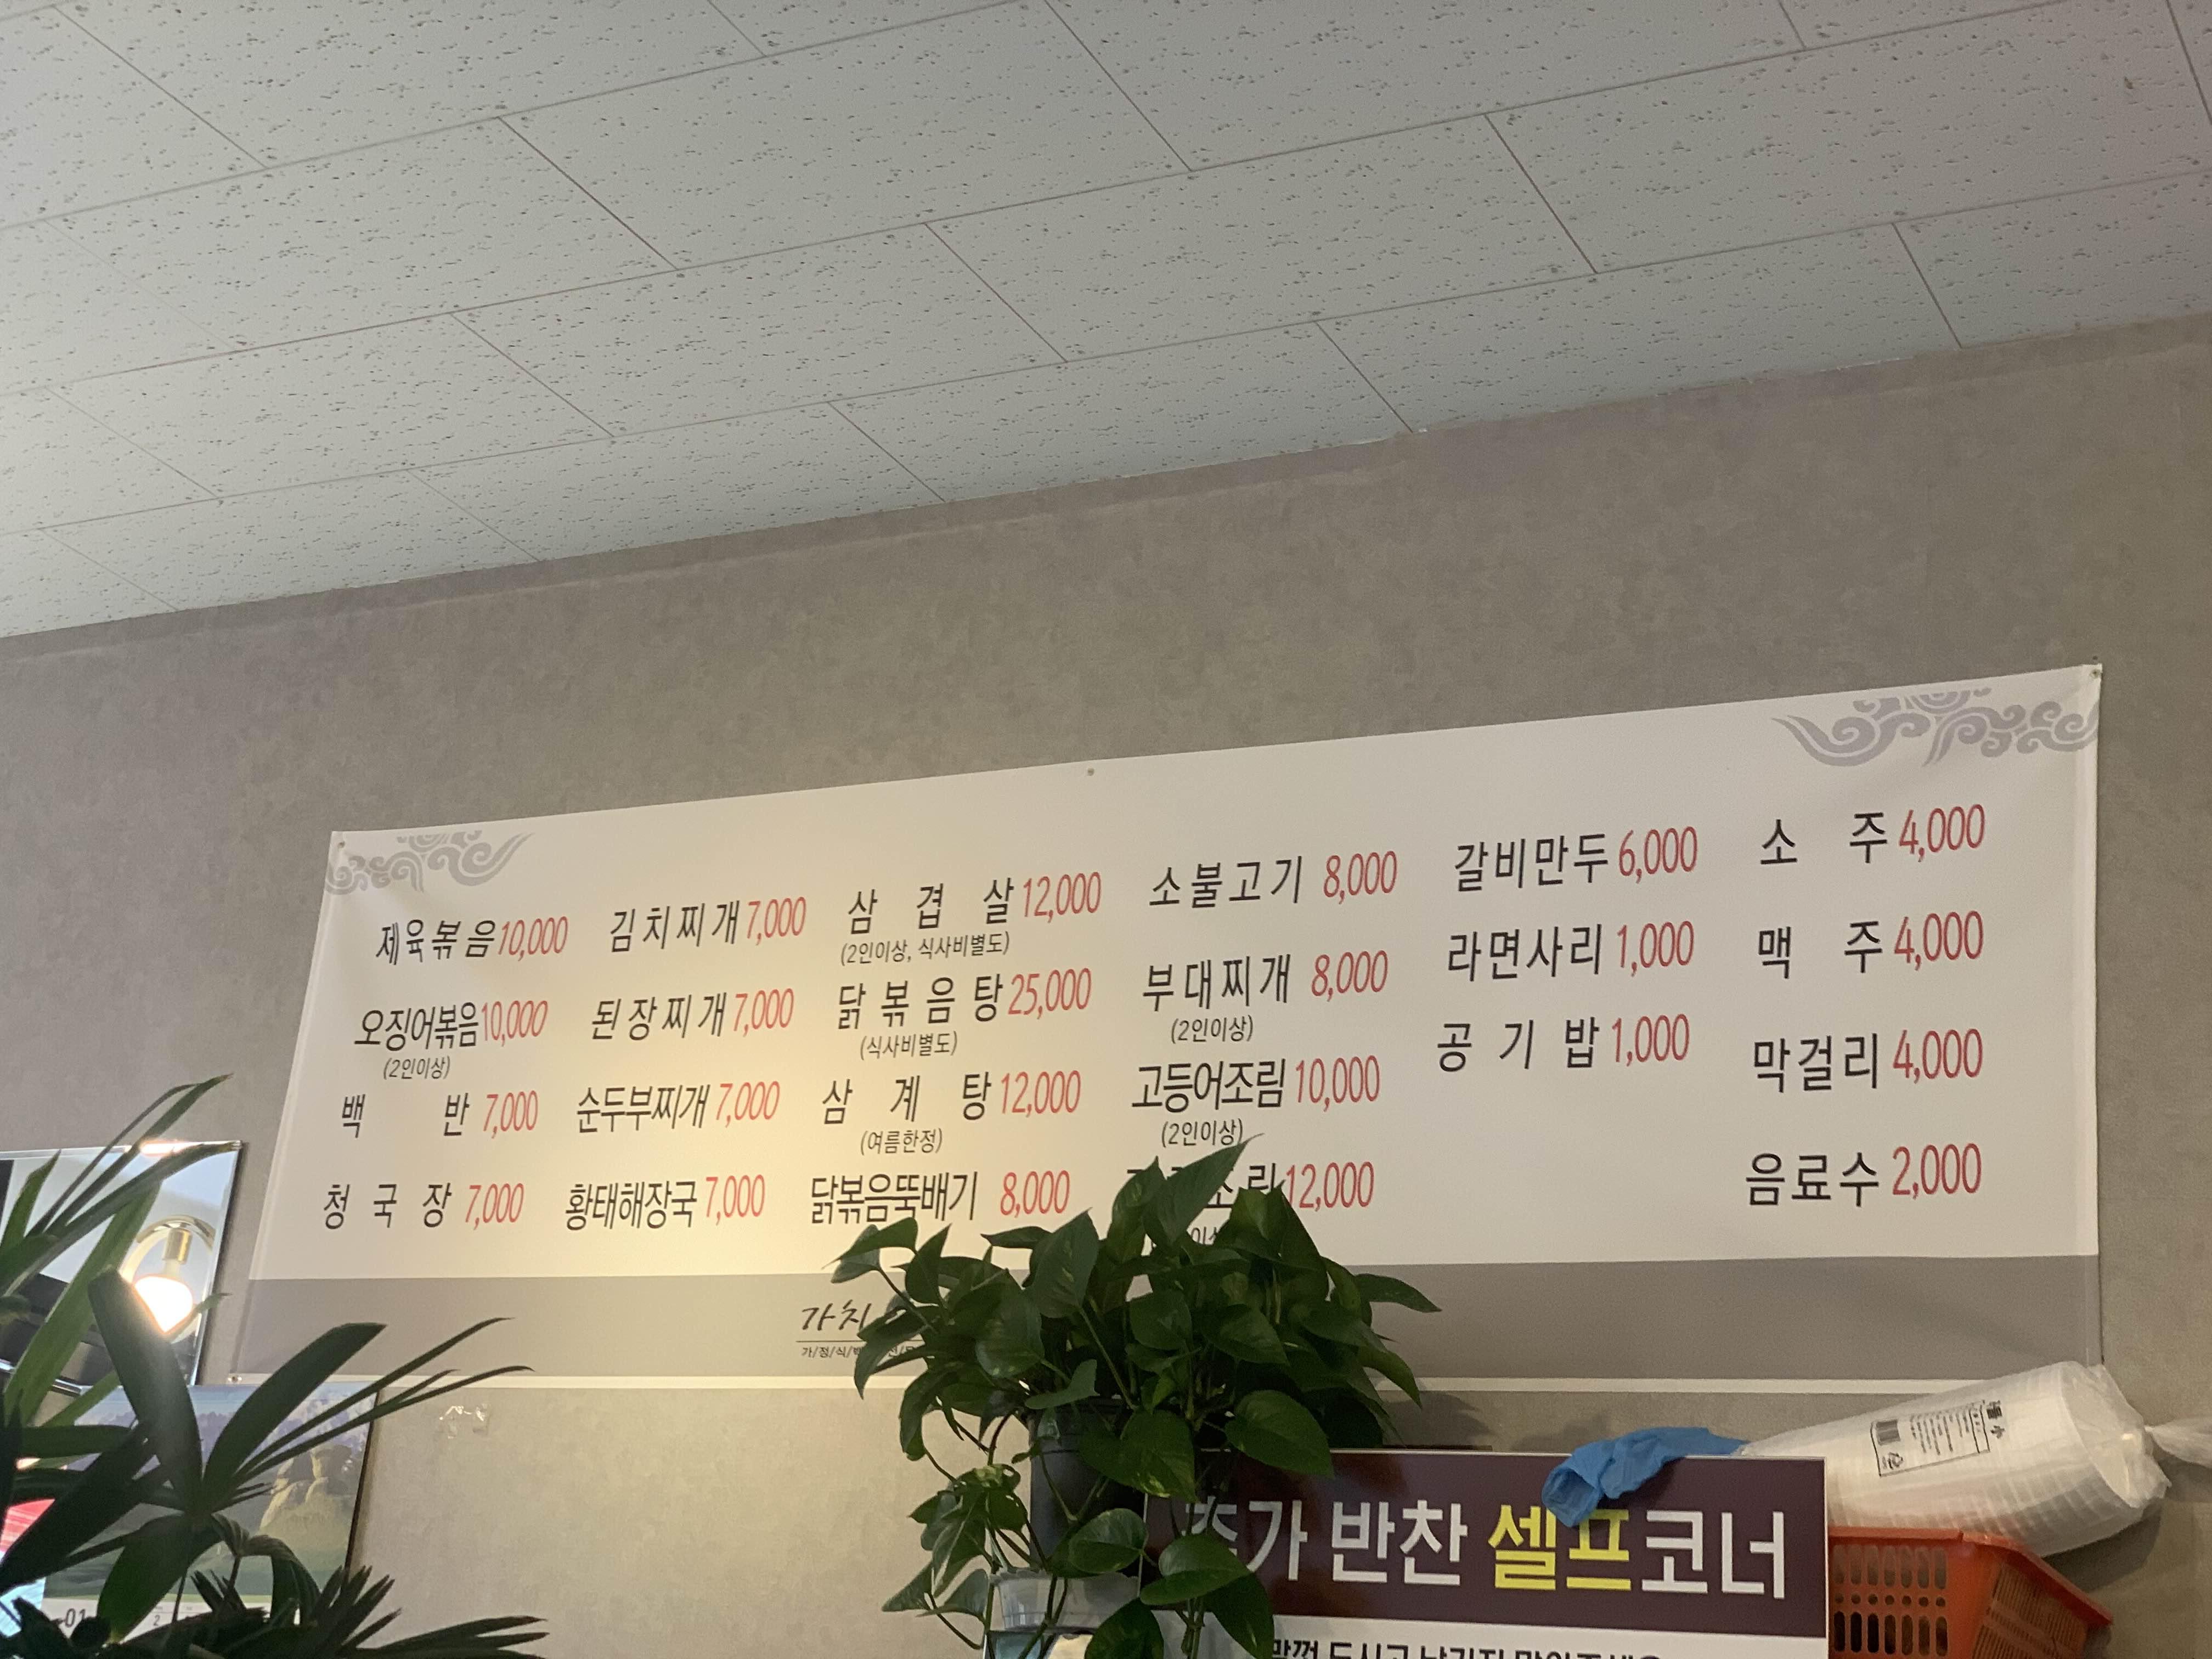 제육볶음 10,000
오징어볶음 10,000
(2인이상)
백 반 7,000
청 국 장 7,000
김치찌개 7,000
된장찌개 7,000
순두부찌개 7,000
황태해장국 7,000
삼 겹 살 12,000
(2인이상, 식사비별도)
닭 볶 음 탕 25,000
(식사비별도)
삼 계 탕 12,000
(여름한정)
닭볶음뚝배기 8,000
소불고기 8,000
부대찌개 8,000
(2인이상)
고등어조림 10,000
(2인이상)
12,000
갈비만두 6,000
라면사리 1,000
공 기 밥 1,000
소 주 4,000
맥 주 4,000
막걸리 4,000
음료수 2,000
가치
반찬 셀프코너
01